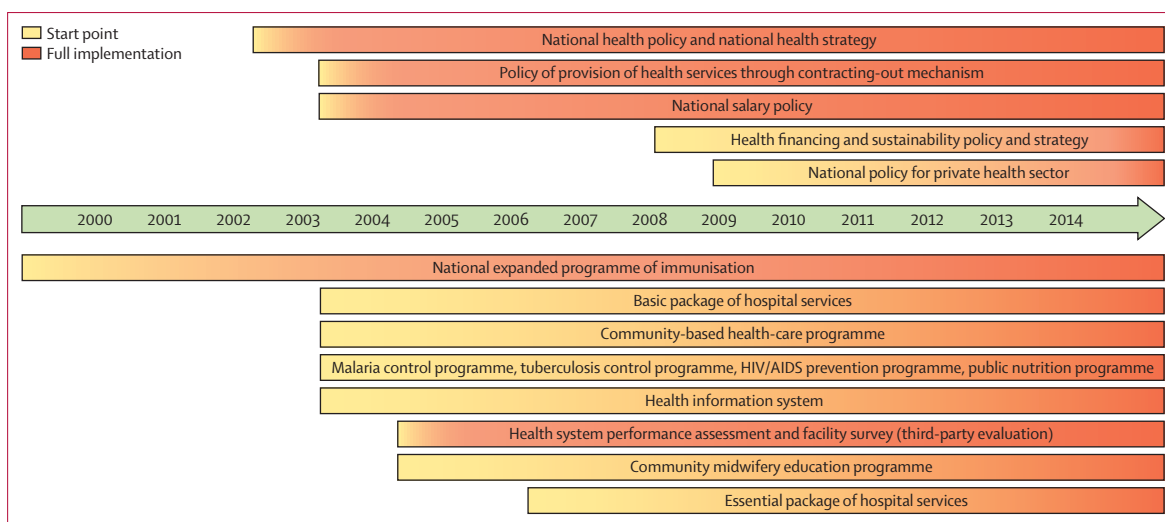 Start point
Full implementation
National health policy and national health strategy
Policy of provision of health services through contracting-out mechanism
National salary policy
Health financing and sustainability policy and strategy
National policy for private health sector
2000 2001 2002 2003 2004 2005 2006 2007 2008 2009 2010 2011 2012 2013 2014
National expanded programme of immunisation
Basic package of hospital services
Community-based health-care programme
Malaria control programme, tuberculosis control programme, HIV/AIDS prevention programme, public nutrition programme
Health information system
Health system performance assessment and facility survey (third-party evaluation)
Community midwifery education programme
Essential package of hospital services